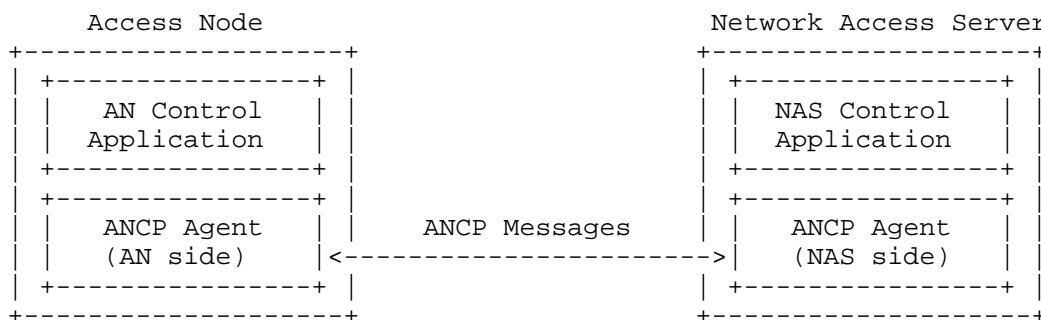 Access Node Network Access Server
AN Control NAS Control
Application Application
ANCP Agent ANCP Messages ANCP Agent
(AN side) (NAS side)